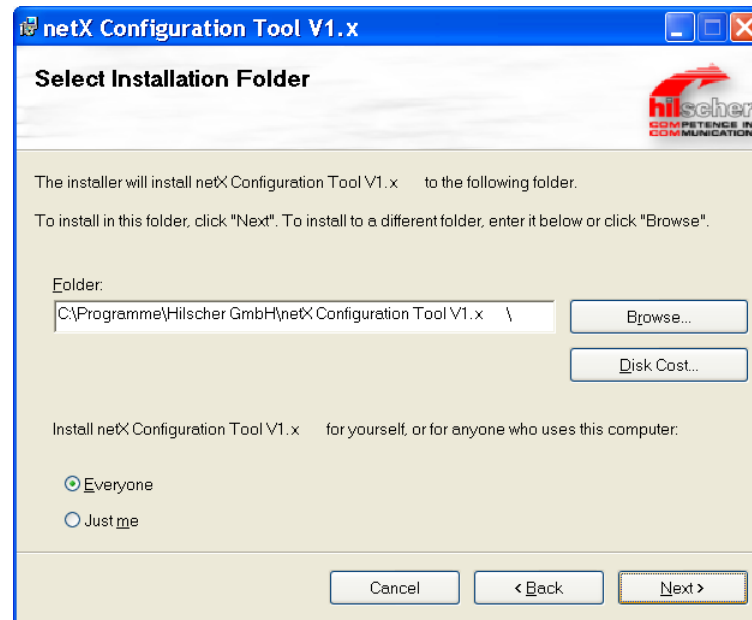 netX Configuration Tool V1.x
Select Installation Folder
hilscher
COMPETENCE IN
COMMUNICATION
The installer will install netX Configuration Tool V1.x to the following folder.
To install in this folder, click "Next". To install to a different folder, enter it below or click "Browse".
Folder:
C:\Programme\Hilscher GmbH\netX Configuration Tool V1.x \
Browse...
Disk Cost...
Install netX Configuration Tool V1.x for yourself, or for anyone who uses this computer:
Everyone
Just me
Cancel
< Back
Next >